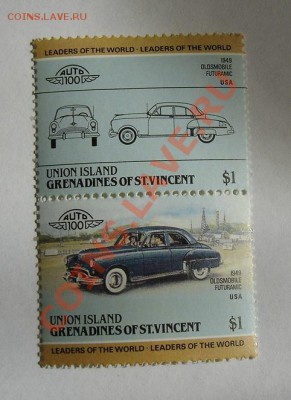 COINS.LAVE.RU
LEADERS OF THE WORLD · LEADERS OF THE WORLD
AUTO
100
1949
OLDSMOBILE
FUTURAMIC
USA
UNION ISLAND
GRENADINES OF ST.VINCENT
$1
AUTO
100
1949
OLDSMOBILE
FUTURAMIC
USA
UNION ISLAND
GRENADINES OF ST.VINCENT
$1
LEADERS OF THE WORLD · LEADERS OF THE WORLD